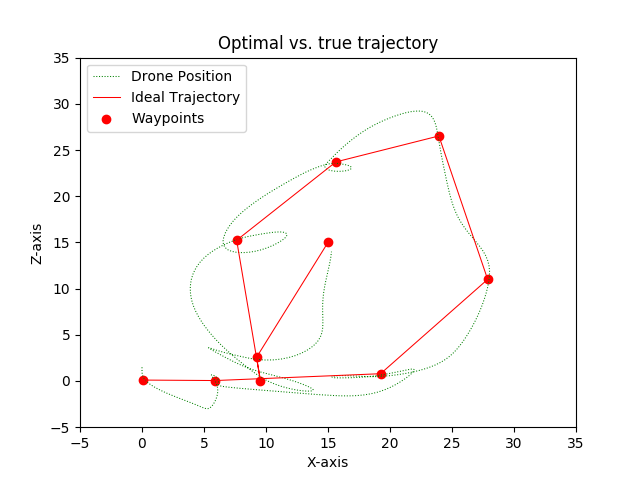 Optimal vs. true trajectory
35
30
25
20
15
10
5
0
−5
Z-axis
Drone Position
Ideal Trajectory
Waypoints
−5 0 5 10 15 20 25 30 35
X-axis